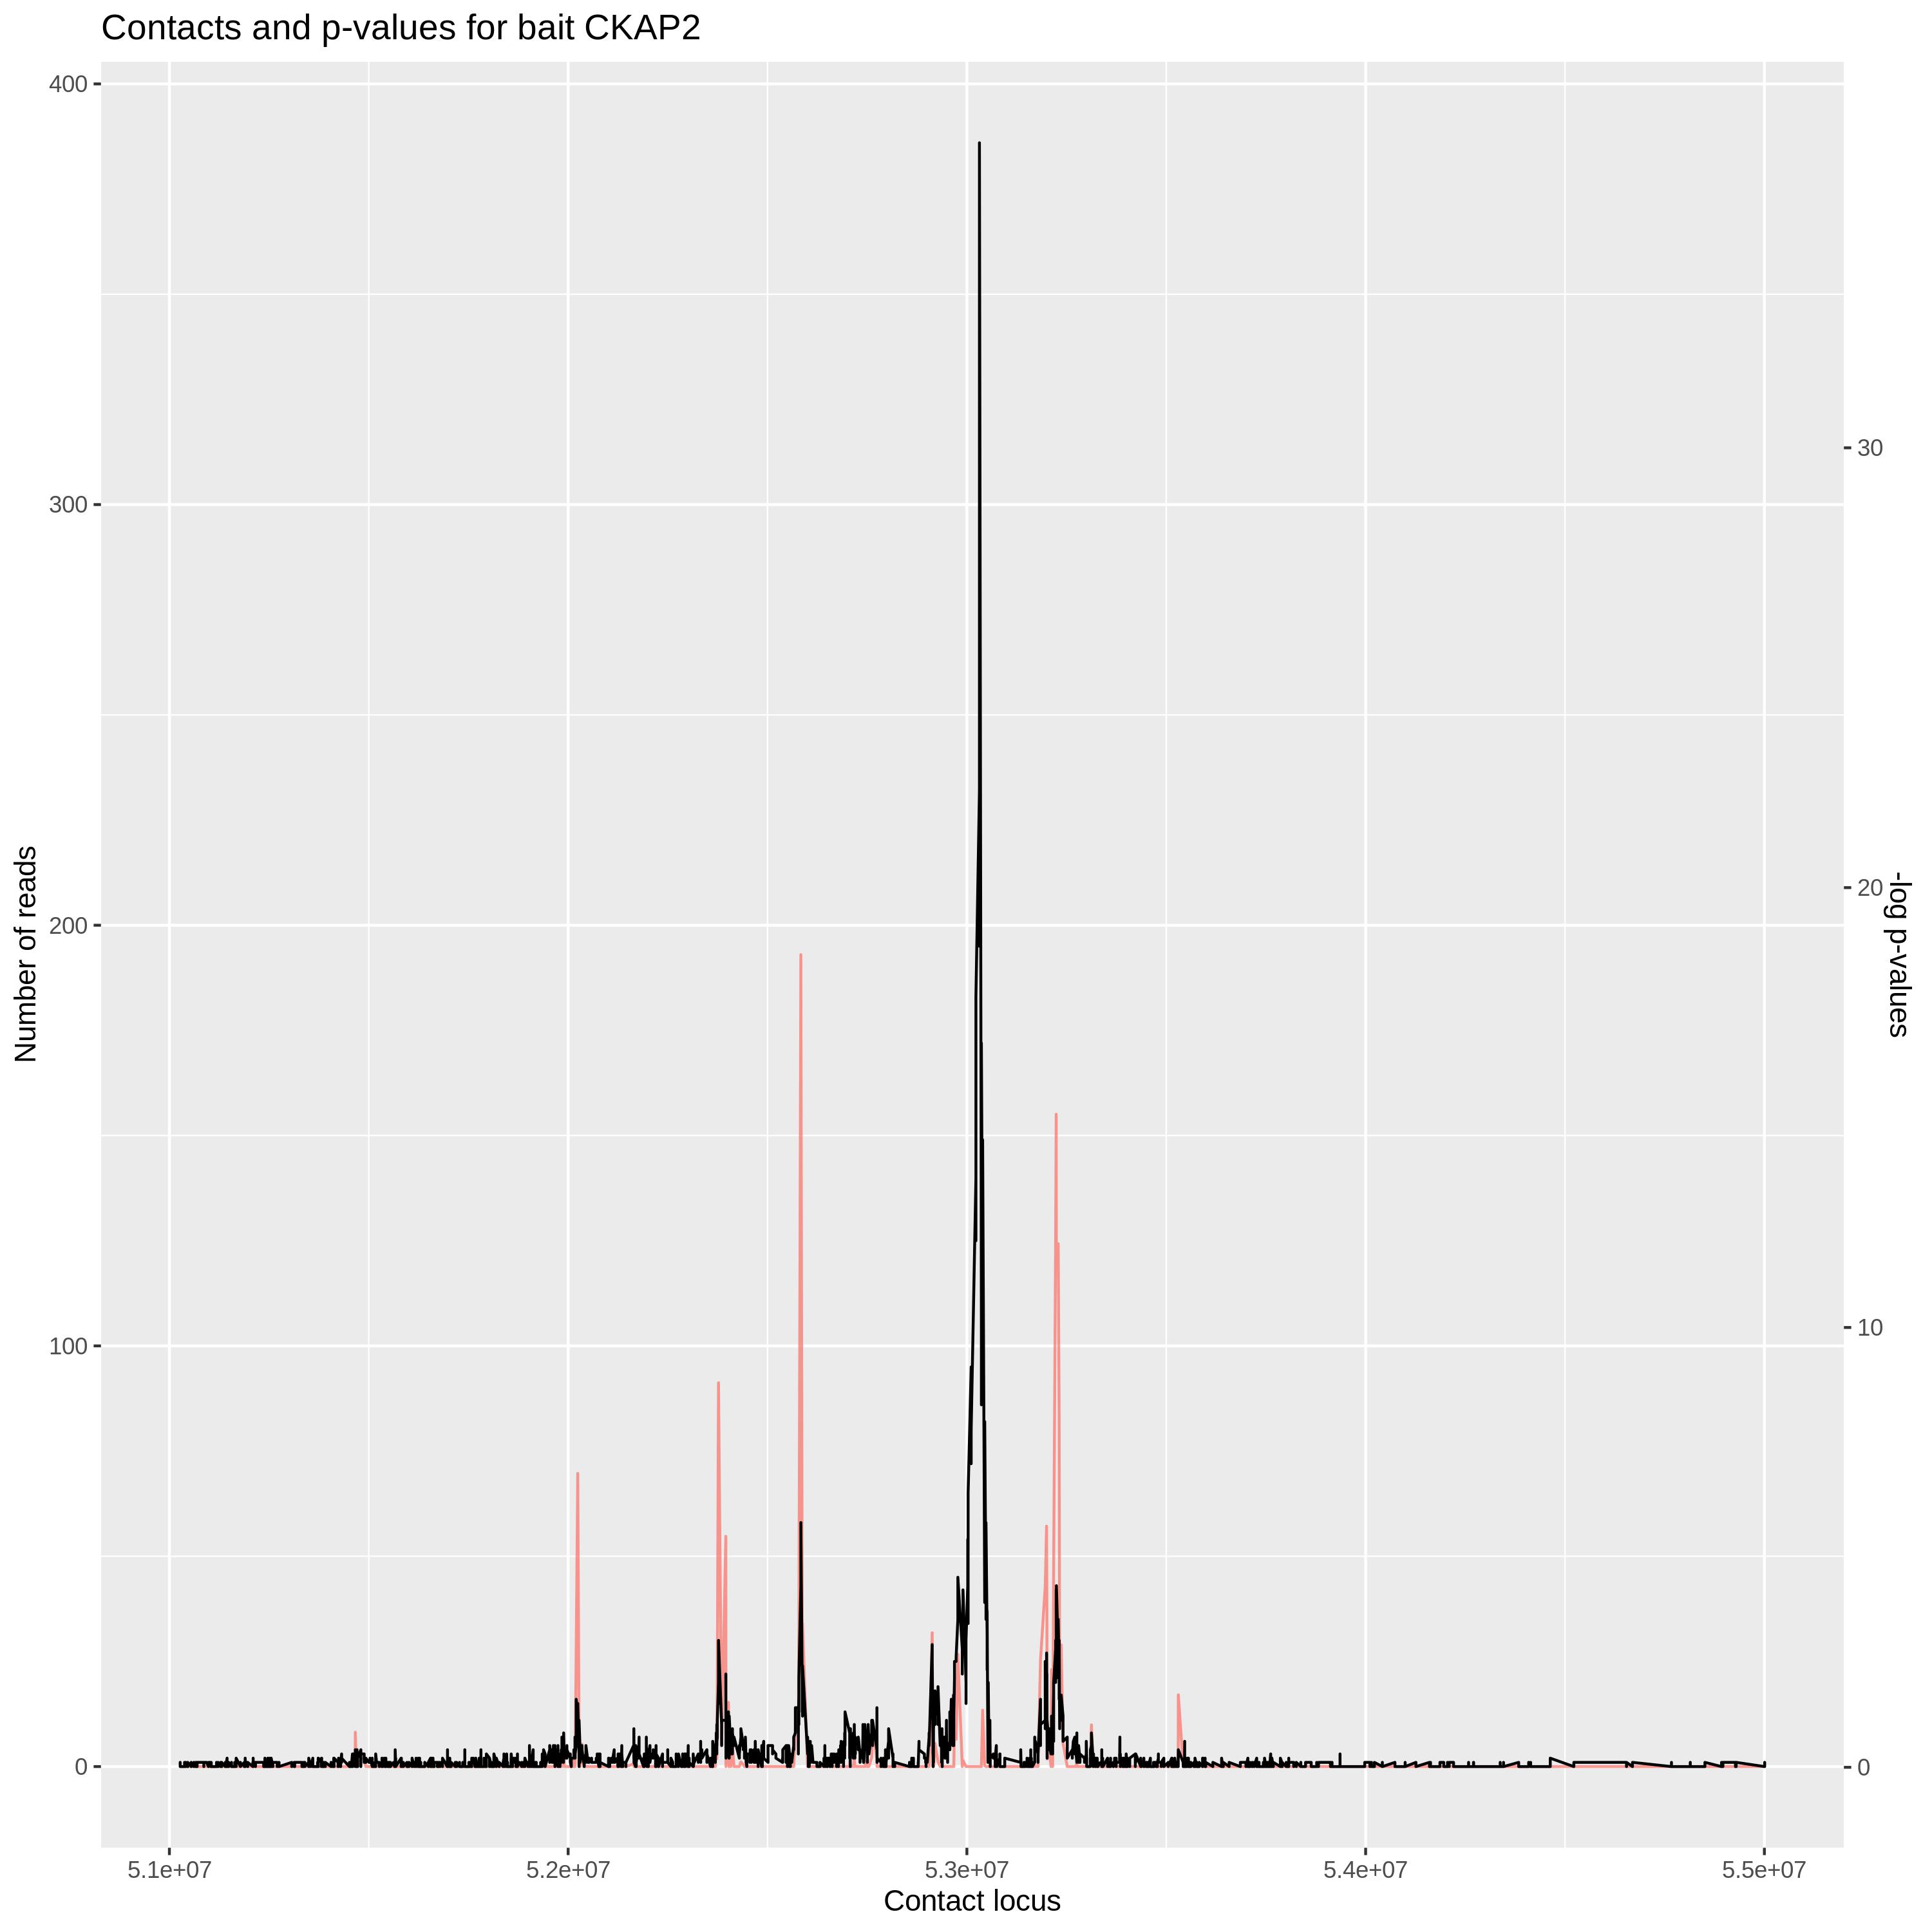 Contacts and p-values for bait CKAP2
400
300
200
100
0
Number of reads
30
20
10
0
-log p-values
5.1e+07
5.2e+07
5.3e+07
5.4e+07
5.5e+07
Contact locus